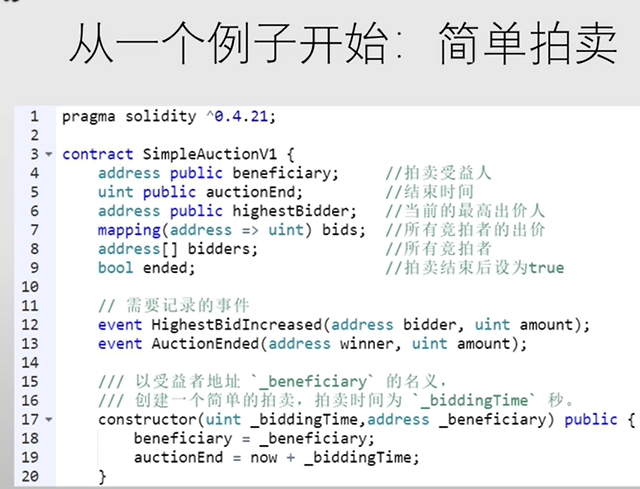 从一个例子开始：简单拍卖
1 pragma solidity ^0.4.21;
2
3 contract SimpleAuctionV1 {
4 address public beneficiary; //拍卖受益人
5 uint public auctionEnd; //结束时间
6 address public highestBidder; //当前的最高出价人
7 mapping(address => uint) bids; //所有竞拍者的出价
8 address[] bidders; //所有竞拍者
9 bool ended; //拍卖结束后设为true
10
11 // 需要记录的事件
12 event HighestBidIncreased(address bidder, uint amount);
13 event AuctionEnded(address winner, uint amount);
14
15 /// 以受益者地址 `_beneficiary` 的名义，
16 /// 创建一个简单的拍卖，拍卖时间为 `_biddingTime` 秒。
17 constructor(uint _biddingTime,address _beneficiary) public {
18 beneficiary = _beneficiary;
19 auctionEnd = now + _biddingTime;
20 }